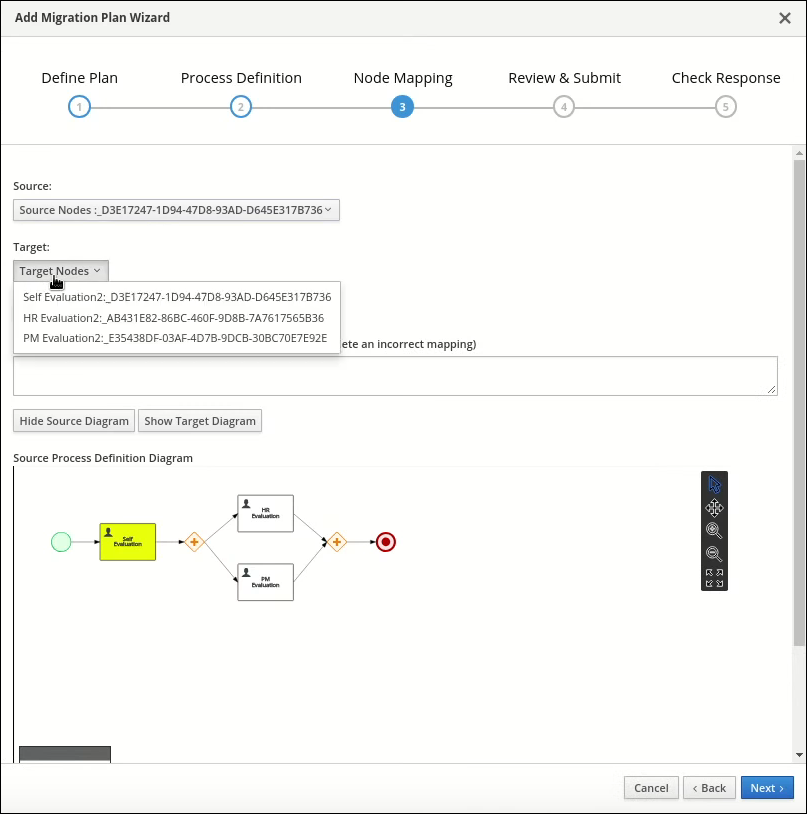 Add Migration Plan Wizard
Define Plan
Process Definition
Node Mapping
Review & Submit
Check Response
1
2
3
4
5
Source:
Source Nodes :_D3E17247-1D94-47D8-93AD-D645E317B736
Target:
Target Nodes
Self Evaluation2:_D3E17247-1D94-47D8-93AD-D645E317B736
HR Evaluation2:_AB431E82-86BC-460F-9D8B-7A7617565B36
PM Evaluation2:_E35438DF-03AF-4D7B-9DCB-30BC70E7E92E
ete an incorrect mapping)
Hide Source Diagram
Show Target Diagram
Source Process Definition Diagram
HR
Evaluation
Self
Evaluation
PM
Evaluation
Cancel
Back
Next